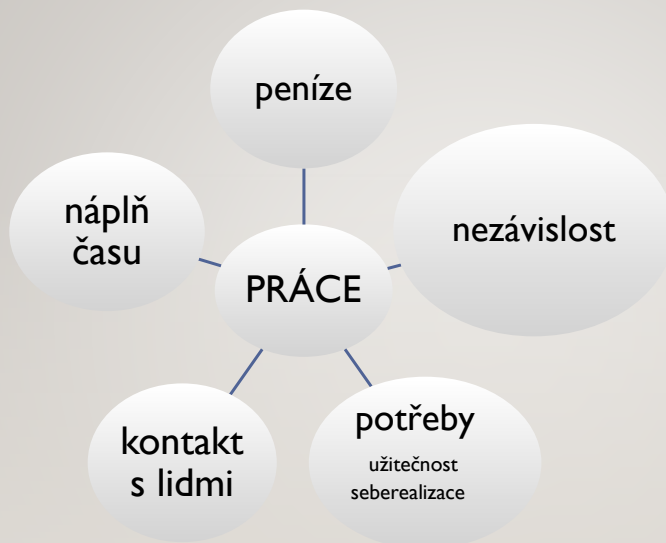 peníze
náplň
času
nezávislost
PRÁCE
kontakt
s lidmi
potřeby
užitečnost
seberealizace